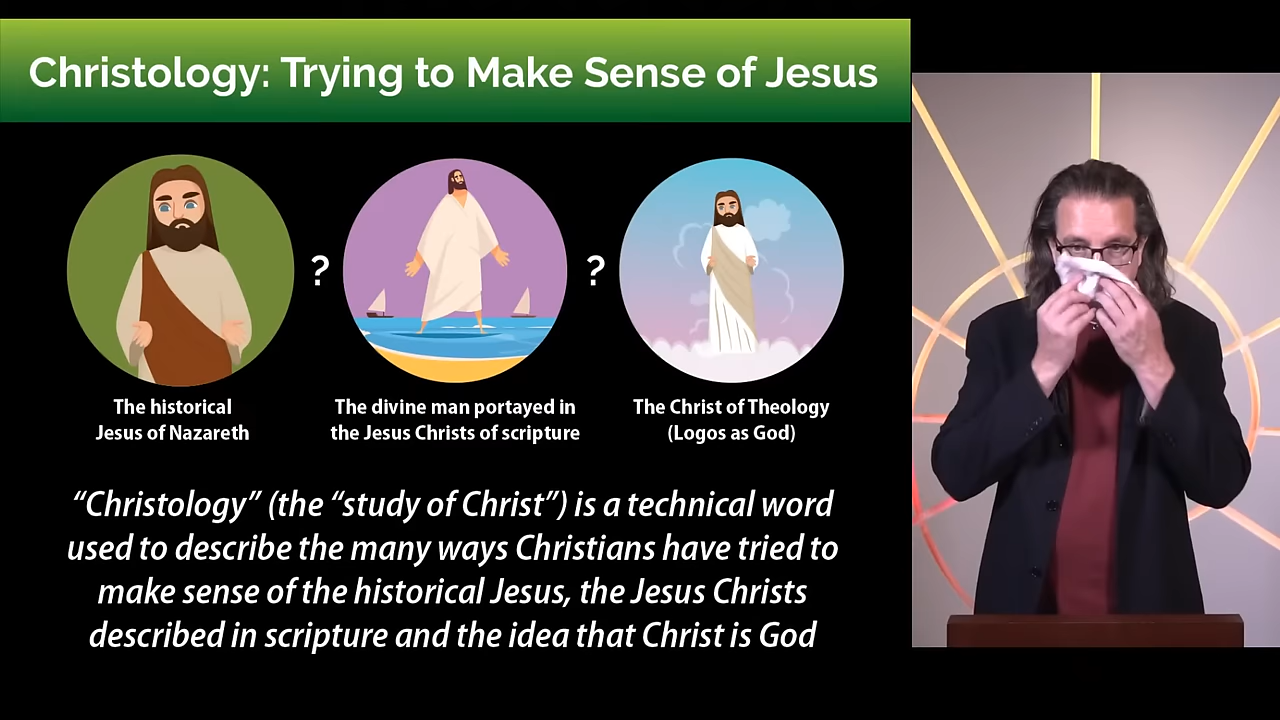 Christology: Trying to Make Sense of Jesus
?
?
The historical
Jesus of Nazareth
The divine man portayed in
the Jesus Christs of scripture
The Christ of Theology
(Logos as God)
“Christology” (the “study of Christ”) is a technical word
used to describe the many ways Christians have tried to
make sense of the historical Jesus, the Jesus Christs
described in scripture and the idea that Christ is God